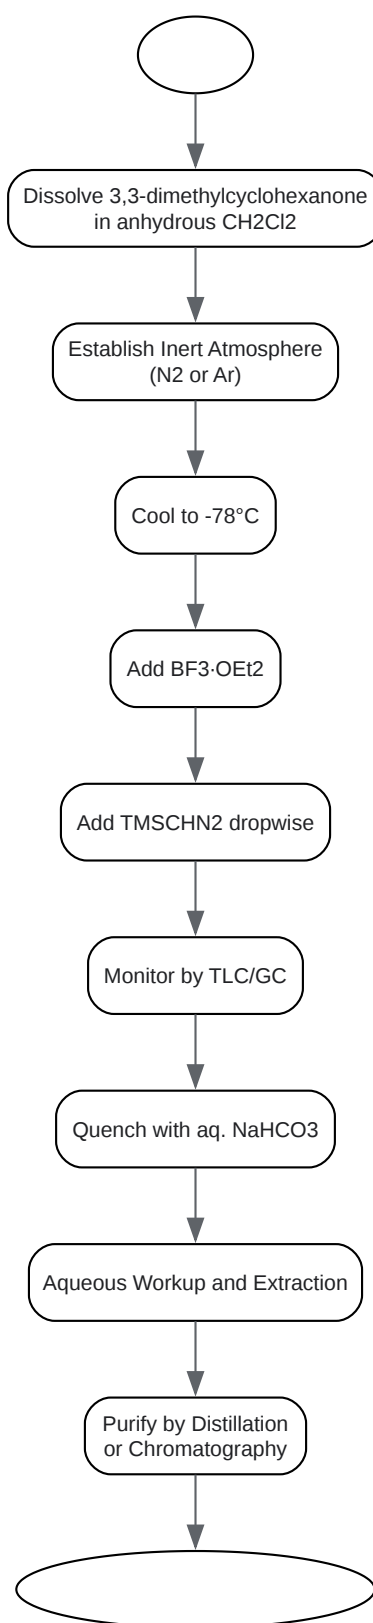 Dissolve 3,3-dimethylcyclohexanone
in anhydrous CH2Cl2
Establish Inert Atmosphere
(N2 or Ar)
Cool to -78°C
Add BF3·OEt2
Add TMSCHN2 dropwise
Monitor by TLC/GC
Quench with aq. NaHCO3
Aqueous Workup and Extraction
Purify by Distillation
or Chromatography